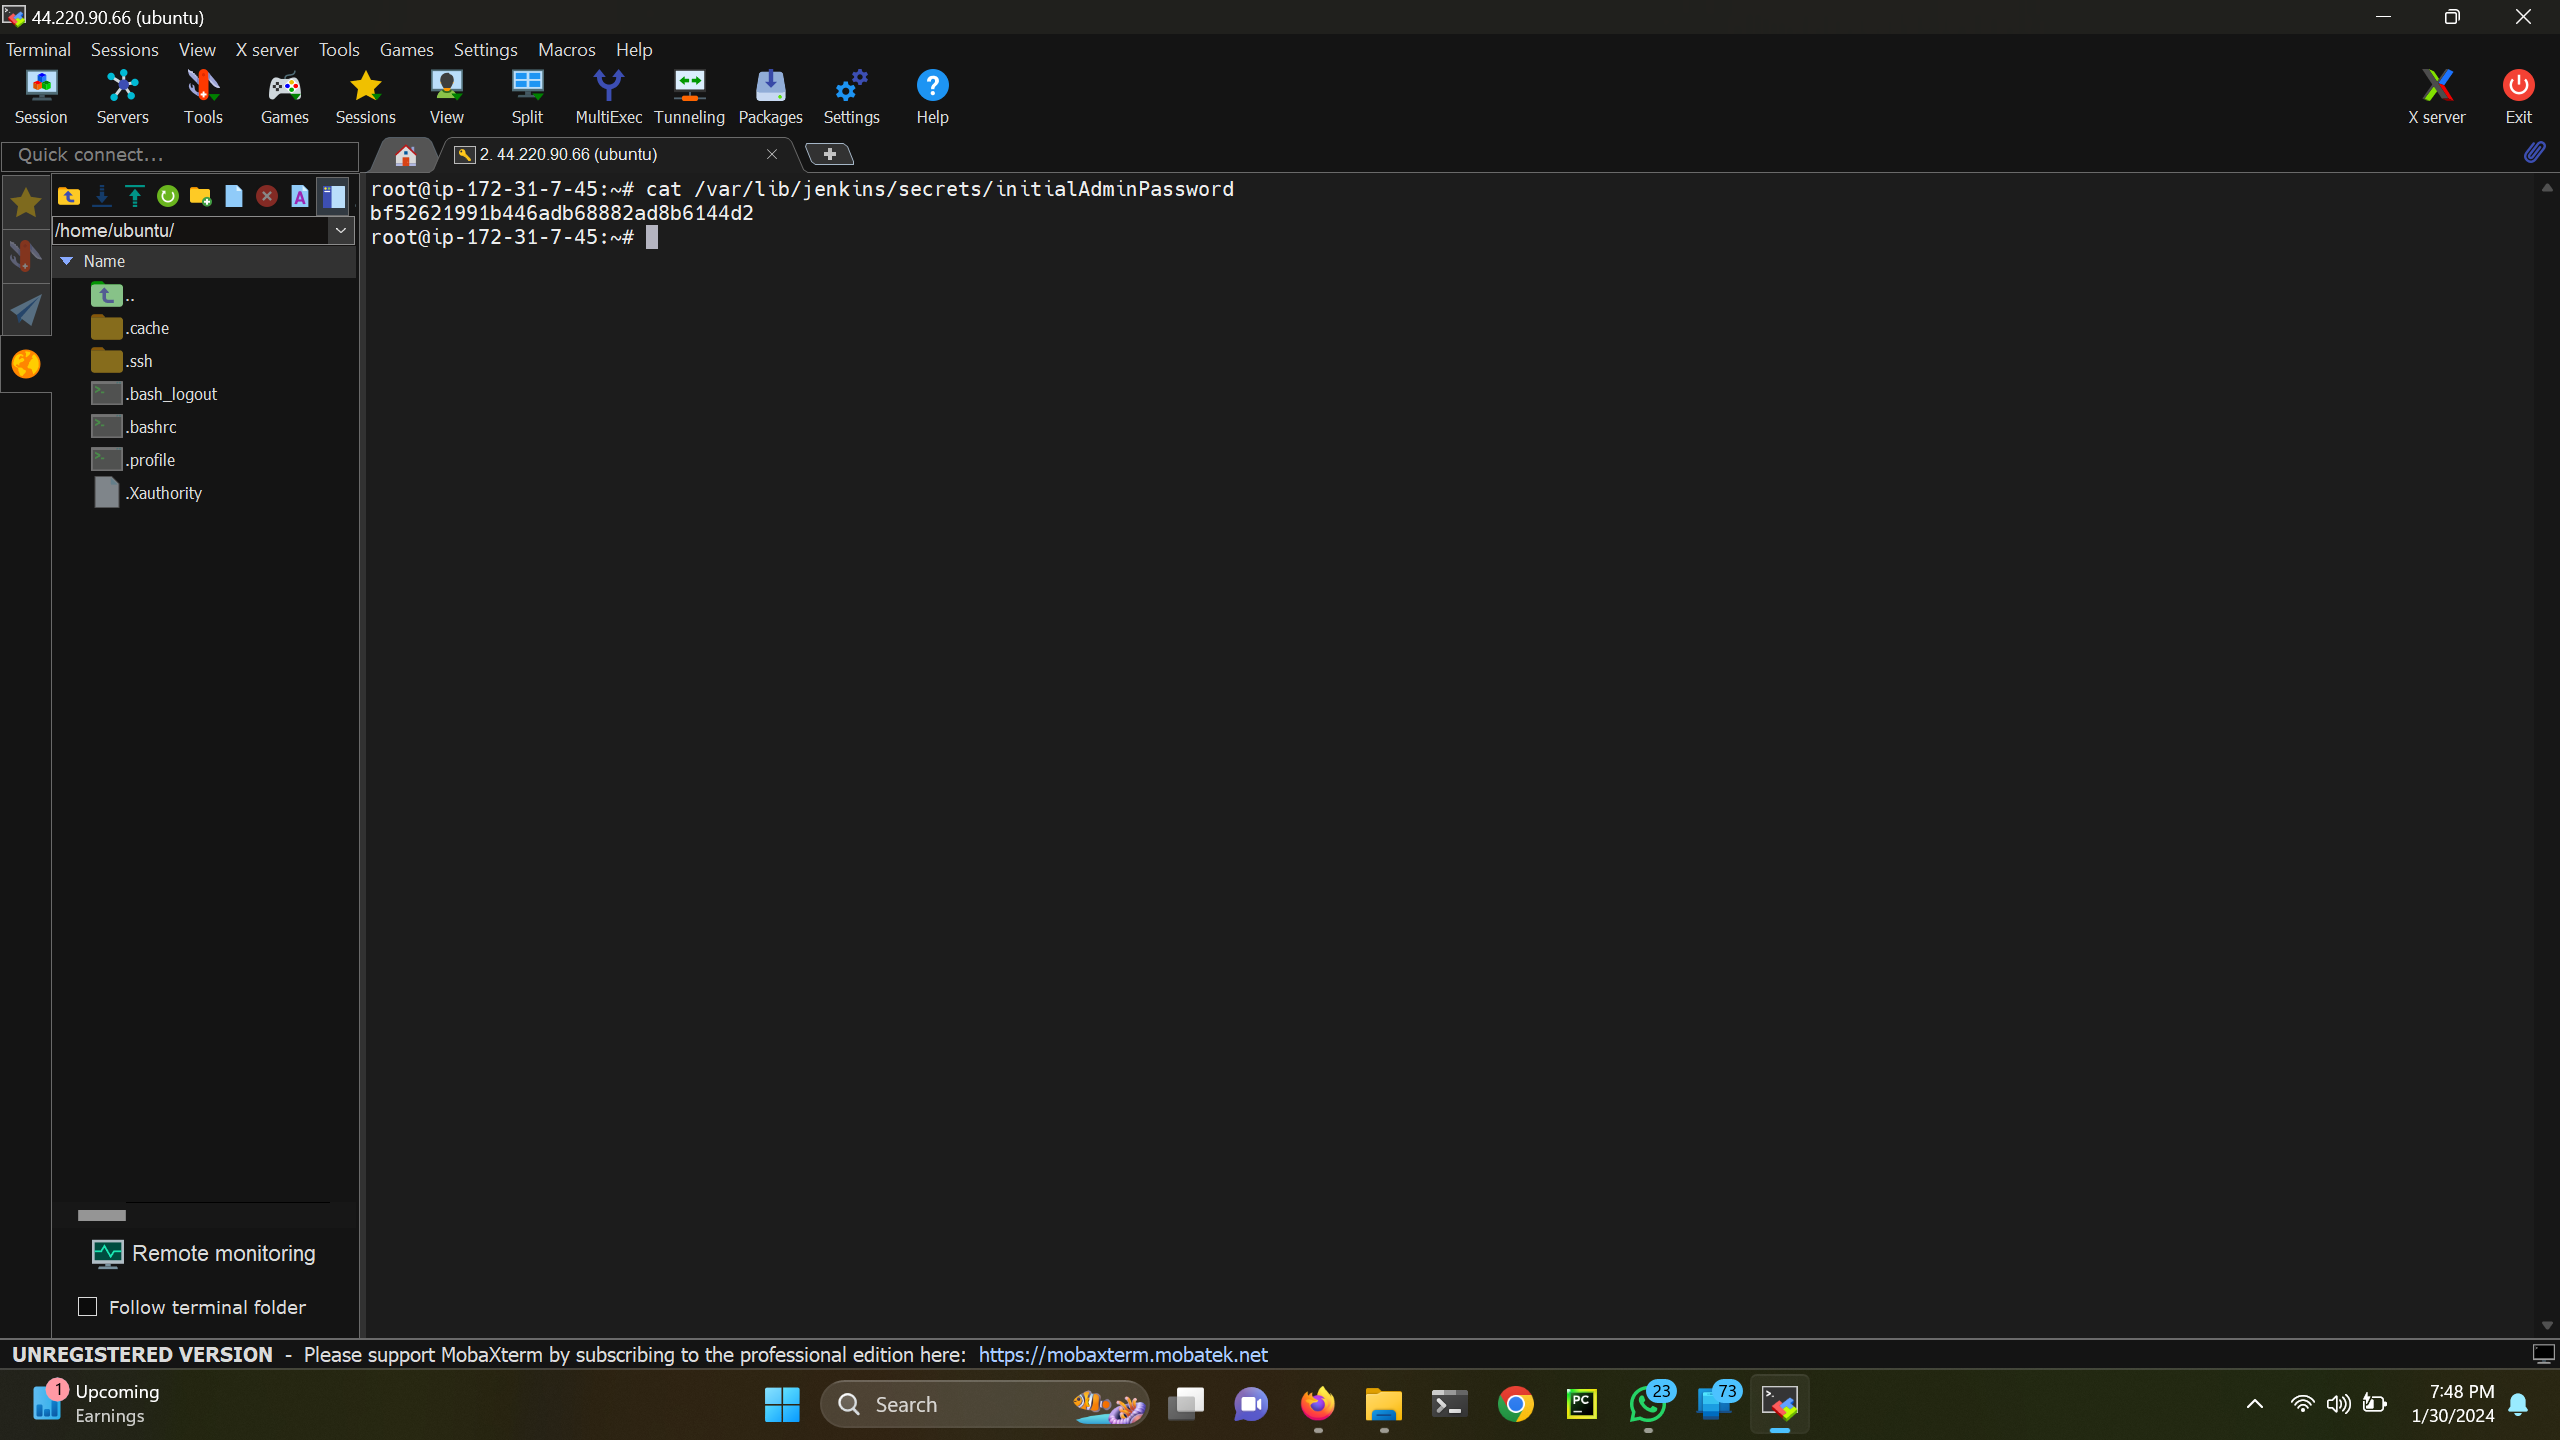 44.220.90.66 (ubuntu)
Terminal Sessions View X server Tools Games Settings Macros Help
Session Servers Tools Games Sessions View Split MultiExec Tunneling Packages Settings Help X server Exit
Quick connect...
2. 44.220.90.66 (ubuntu)
/home/ubuntu/
Name
..
.cache
.ssh
.bash_logout
.bashrc
.profile
.Xauthority
root@ip-172-31-7-45:~# cat /var/lib/jenkins/secrets/initialAdminPassword
bf52621991b446adb68882ad8b6144d2
root@ip-172-31-7-45:~#
Remote monitoring
Follow terminal folder
UNREGISTERED VERSION - Please support MobaXterm by subscribing to the professional edition here: https://mobaxterm.mobatek.net
1
Upcoming
Earnings
Search
PC
23
73
7:48 PM
1/30/2024